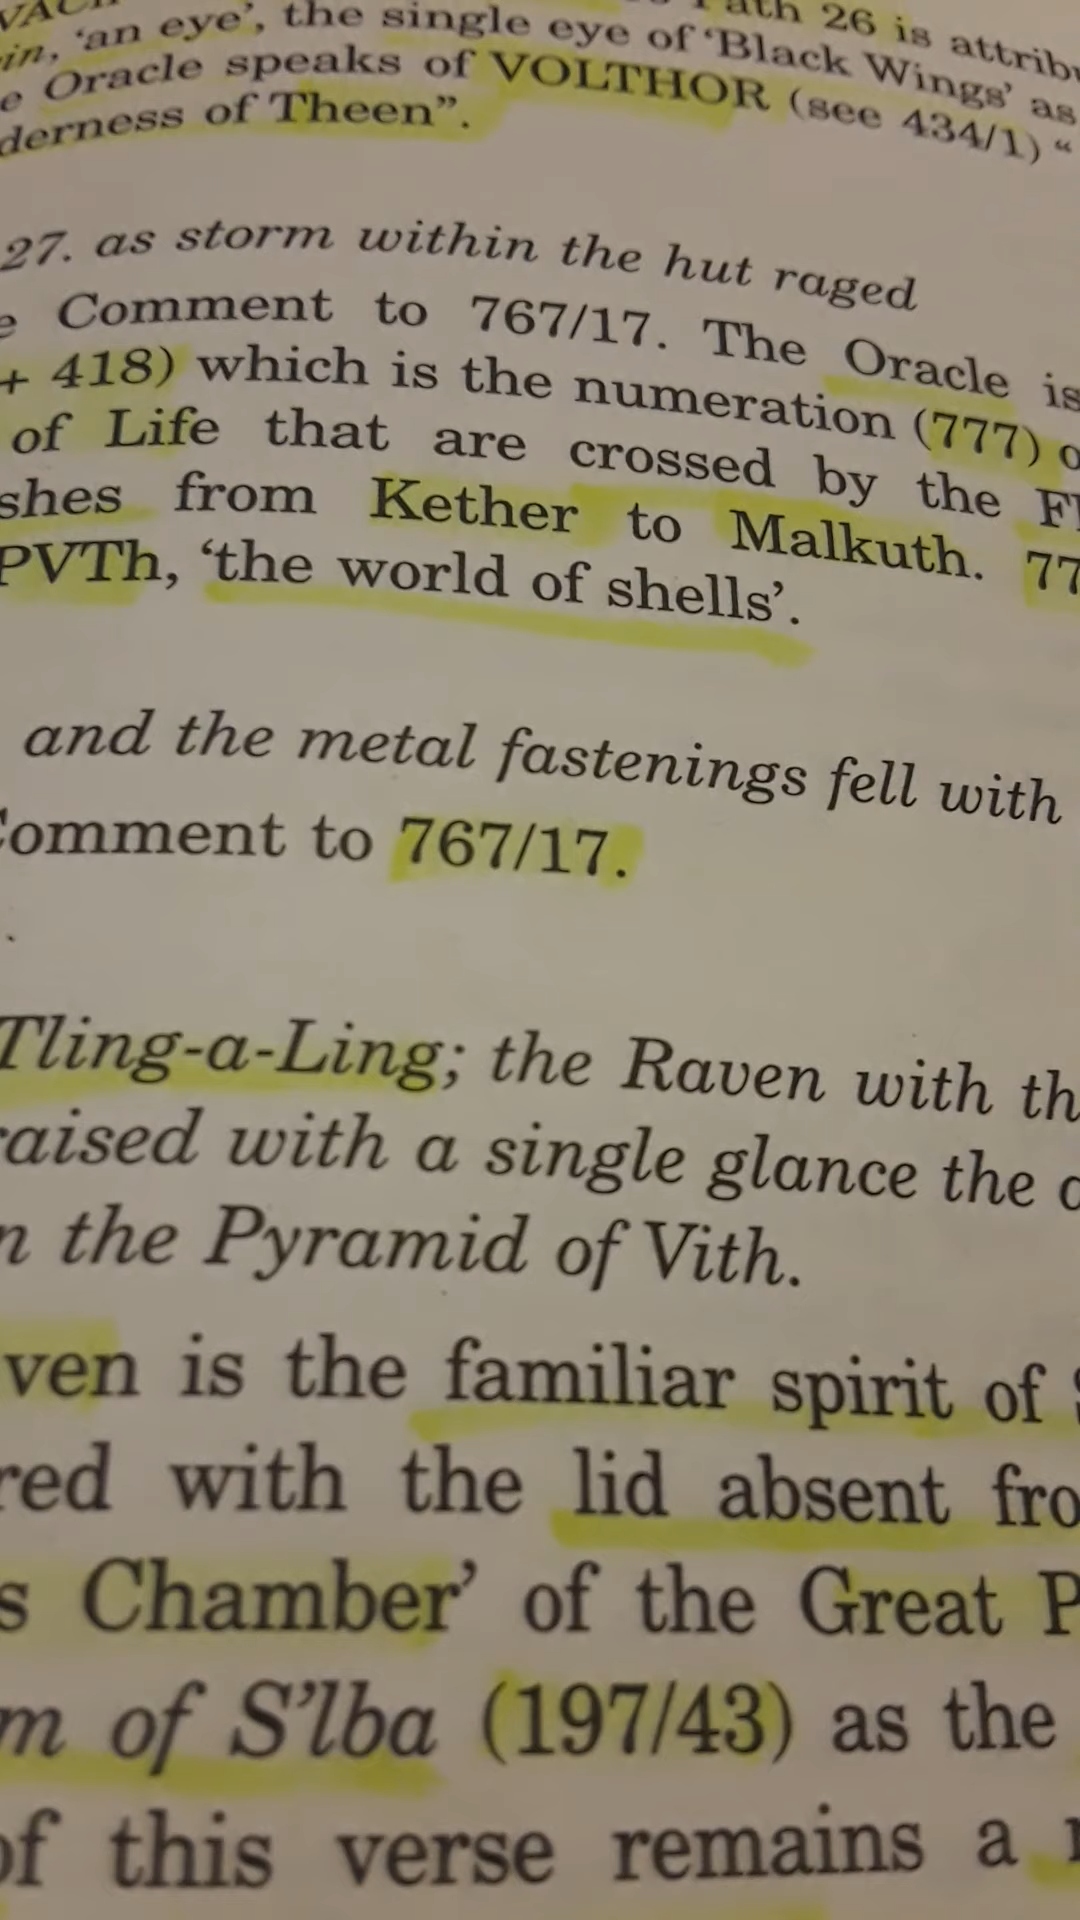 ath 26 is attribu
in, ‘an eye’, the single eye of ‘Black Wings’ as
e Oracle speaks of VOLTHOR (see 434/1) “
derness of Theen”.
27. as storm within the hut raged
e Comment to 767/17. The Oracle is
+ 418) which is the numeration (777) o
of Life that are crossed by the Fl
shes from Kether to Malkuth. 77
PVTh, ‘the world of shells’.
and the metal fastenings fell with
Comment to 767/17.
Tling-a-Ling; the Raven with th
raised with a single glance the c
n the Pyramid of Vith.
ven is the familiar spirit of S
red with the lid absent fro
s Chamber’ of the Great P
m of S’lba (197/43) as the
of this verse remains a